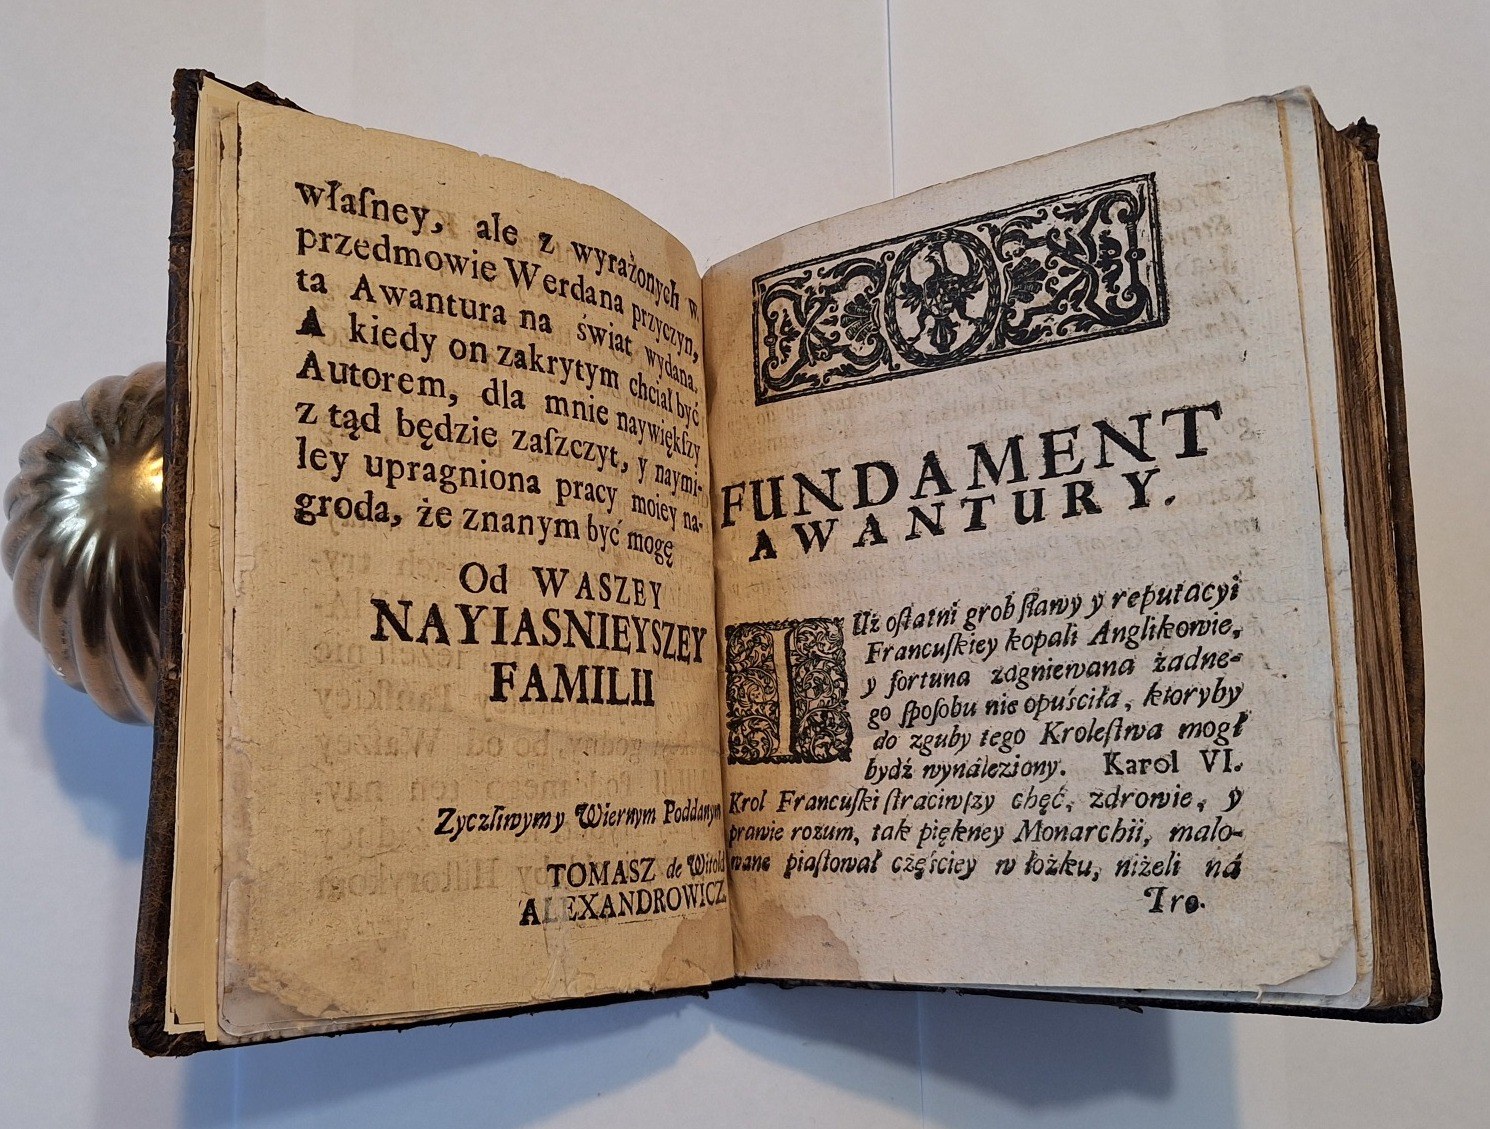 właſney, ale z wyrażonych w
przedmowie Werdana przyczyn,
ta Awantura na świat wydana.
A kiedy on zakrytym chciał być
Autorem, dla mnie naywiękſzy
z tąd będzie zaſzczyt, y naymi-
ley upragniona pracy moiey na-
groda, że znanym być mogę
Od WASZEY
NAYIASNIEYSZEY
FAMILII
Zyczliwym y Wiernym Poddanym
TOMASZ de Witold
ALEXANDROWICZ
FUNDAMENT
AWANTURY.
IUż oſtatni grob ſławy y reputacyi
Francuſkiey kopali Anglikowie,
y fortuna zagniewana żadne-
go ſpoſobu nie opuściła, ktoryby
do zguby tego Kroleſtwa mogł
bydź wynaleziony. Karol VI.
Krol Francuſki ſtraciwſzy chęć, zdrowie, y
prawie rozum, tak piękney Monarchii, malo-
wane piaſtował częściey w łożku, niżeli ná
Tro.